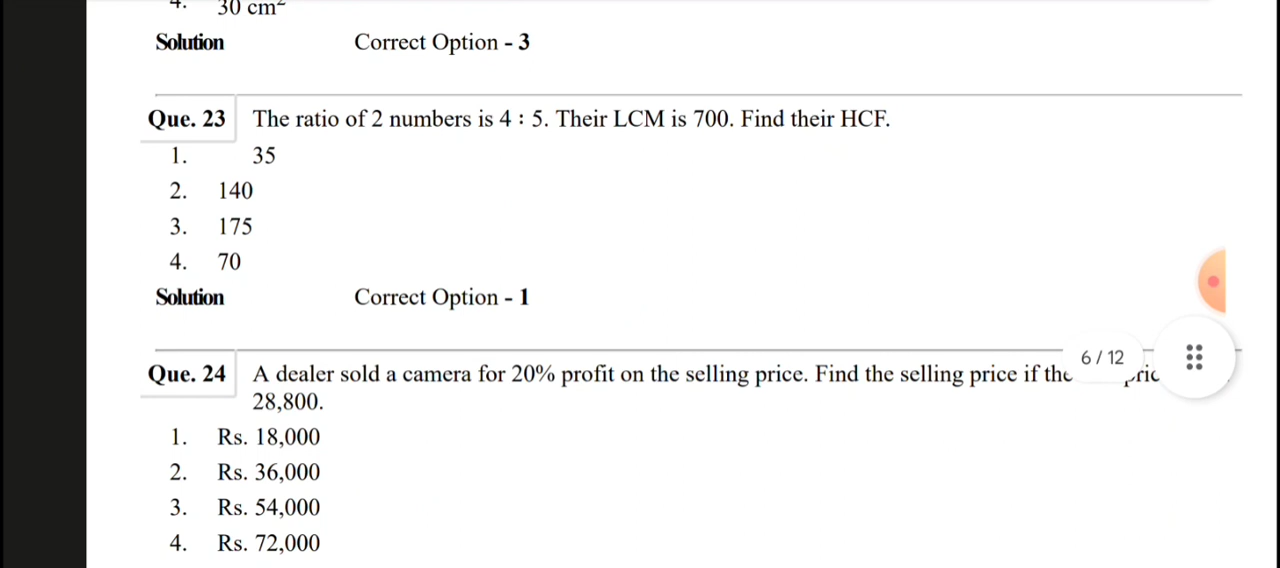 4. 30 cm²
Solution Correct Option - 3
Que. 23 The ratio of 2 numbers is 4 : 5. Their LCM is 700. Find their HCF.
1. 35
2. 140
3. 175
4. 70
Solution Correct Option - 1
6 / 12
Que. 24 A dealer sold a camera for 20% profit on the selling price. Find the selling price if
28,800.
1. Rs. 18,000
2. Rs. 36,000
3. Rs. 54,000
4. Rs. 72,000